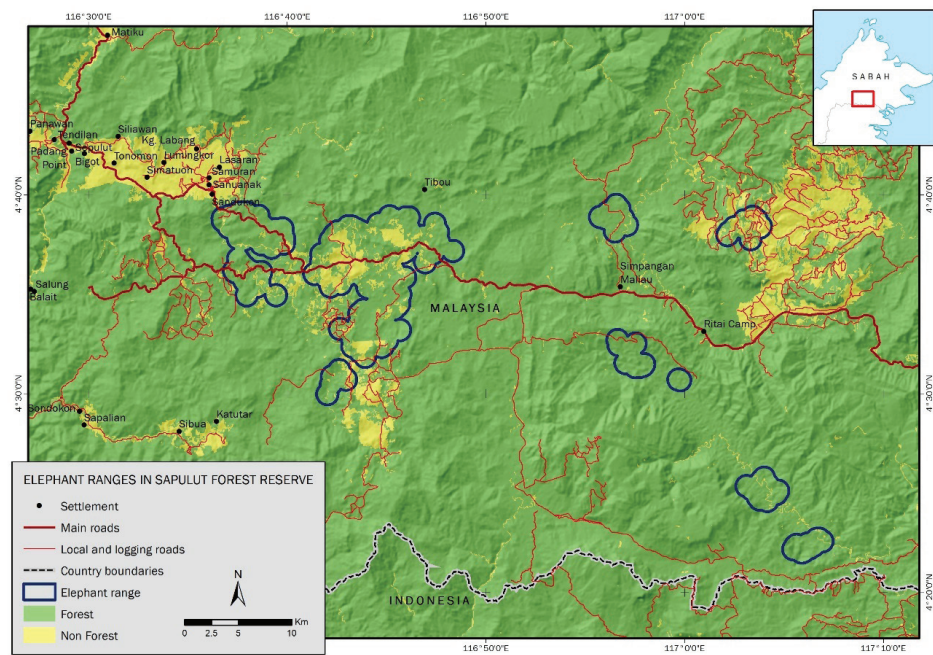 116°30'0"E
116°40'0"E
116°50'0"E
117°0'0"E
SABAH
Matiku
Panawan
Siliawan
Tendilan
Kg. Labang
Padang
Sepulut
Point
Bigot
Tonomon
Lumingkor
Lasaran
Simatuoh
Samuran
Sanuanak
Sandukon
Tibou
4°40'0"N
4°40'0"N
Salung
Balait
Simpangan
Maliau
MALAYSIA
Ritai Camp
4°30'0"N
4°30'0"N
Sondokon
Sapalian
Sibua
Katutar
ELEPHANT RANGES IN SAPULUT FOREST RESERVE
Settlement
Main roads
Local and logging roads
Country boundaries
Elephant range
Forest
Non Forest
N
0 2.5 5 10 Km
INDONESIA
4°20'0"N
116°50'0"E
117°0'0"E
117°10'0"E